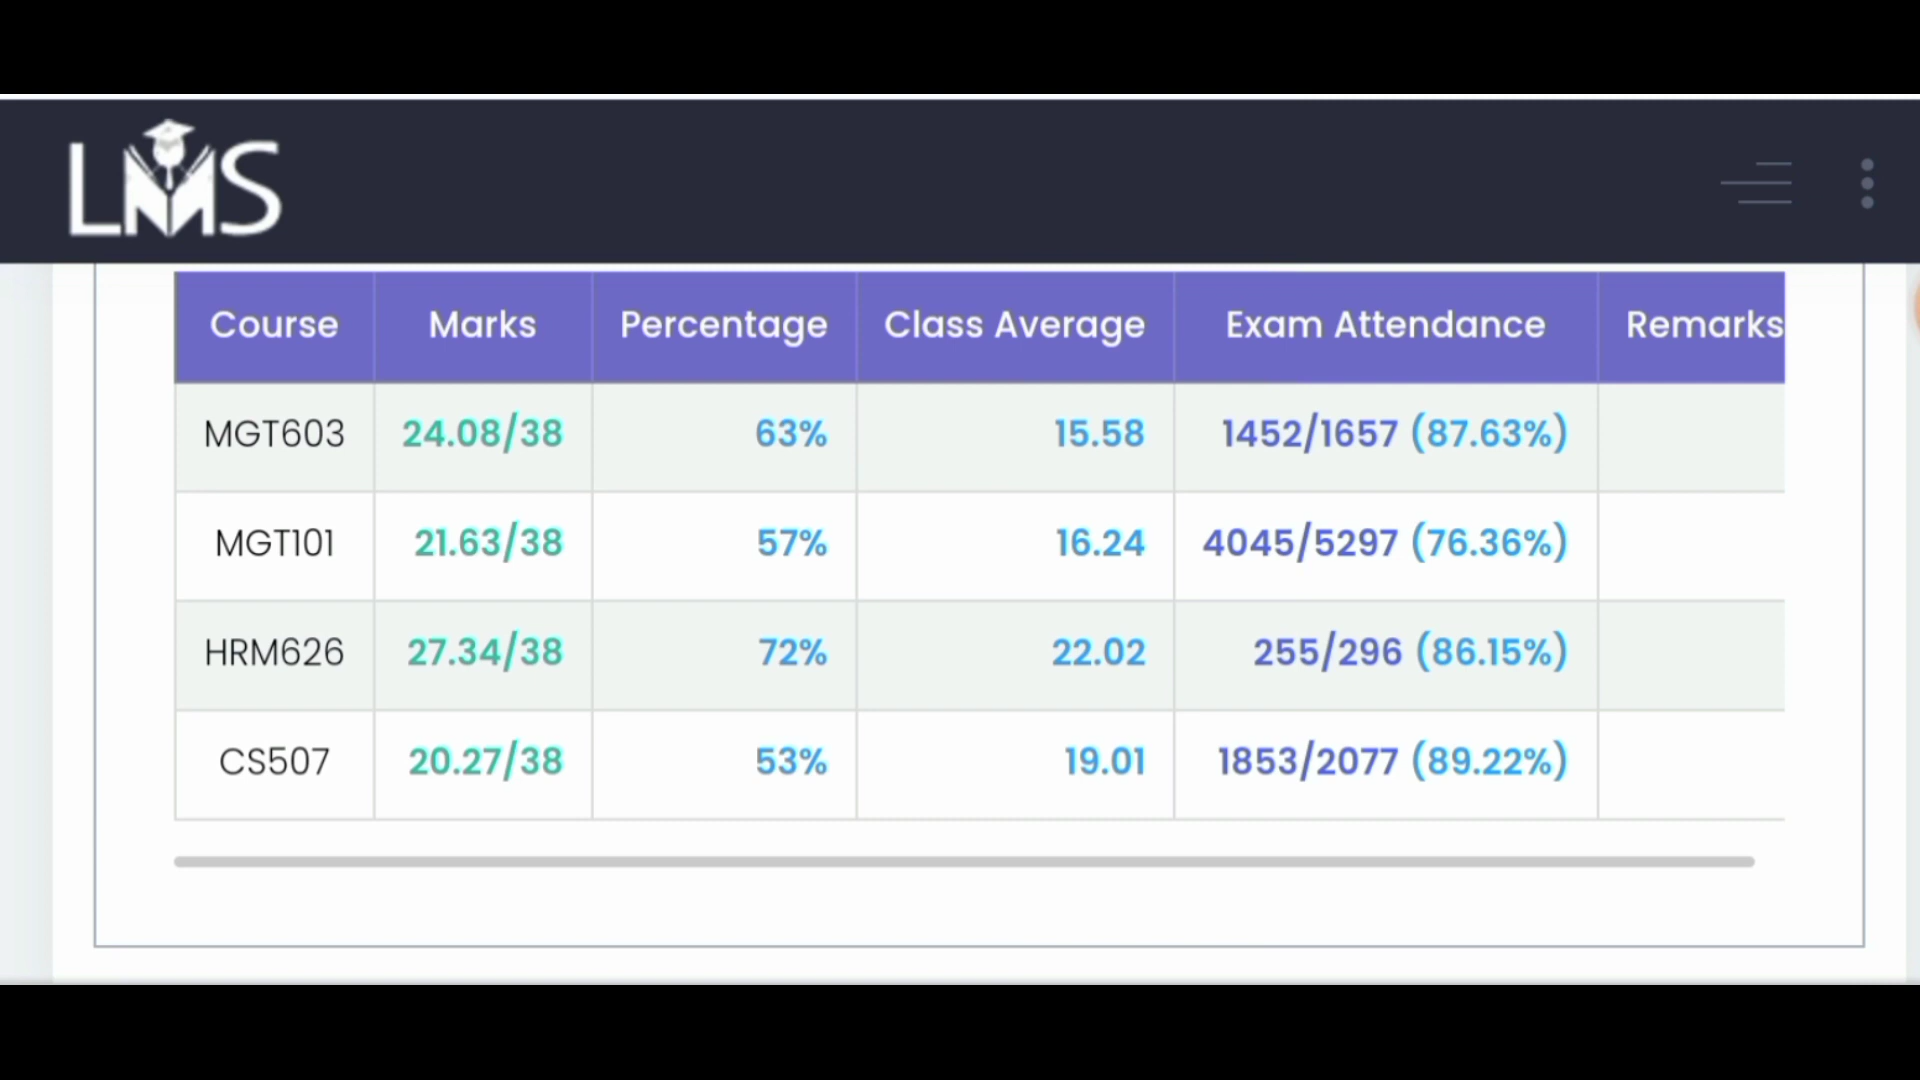 LMS
Course Marks Percentage Class Average Exam Attendance Remarks
MGT603 24.08/38 63% 15.58 1452/1657 (87.63%)
MGT101 21.63/38 57% 16.24 4045/5297 (76.36%)
HRM626 27.34/38 72% 22.02 255/296 (86.15%)
CS507 20.27/38 53% 19.01 1853/2077 (89.22%)